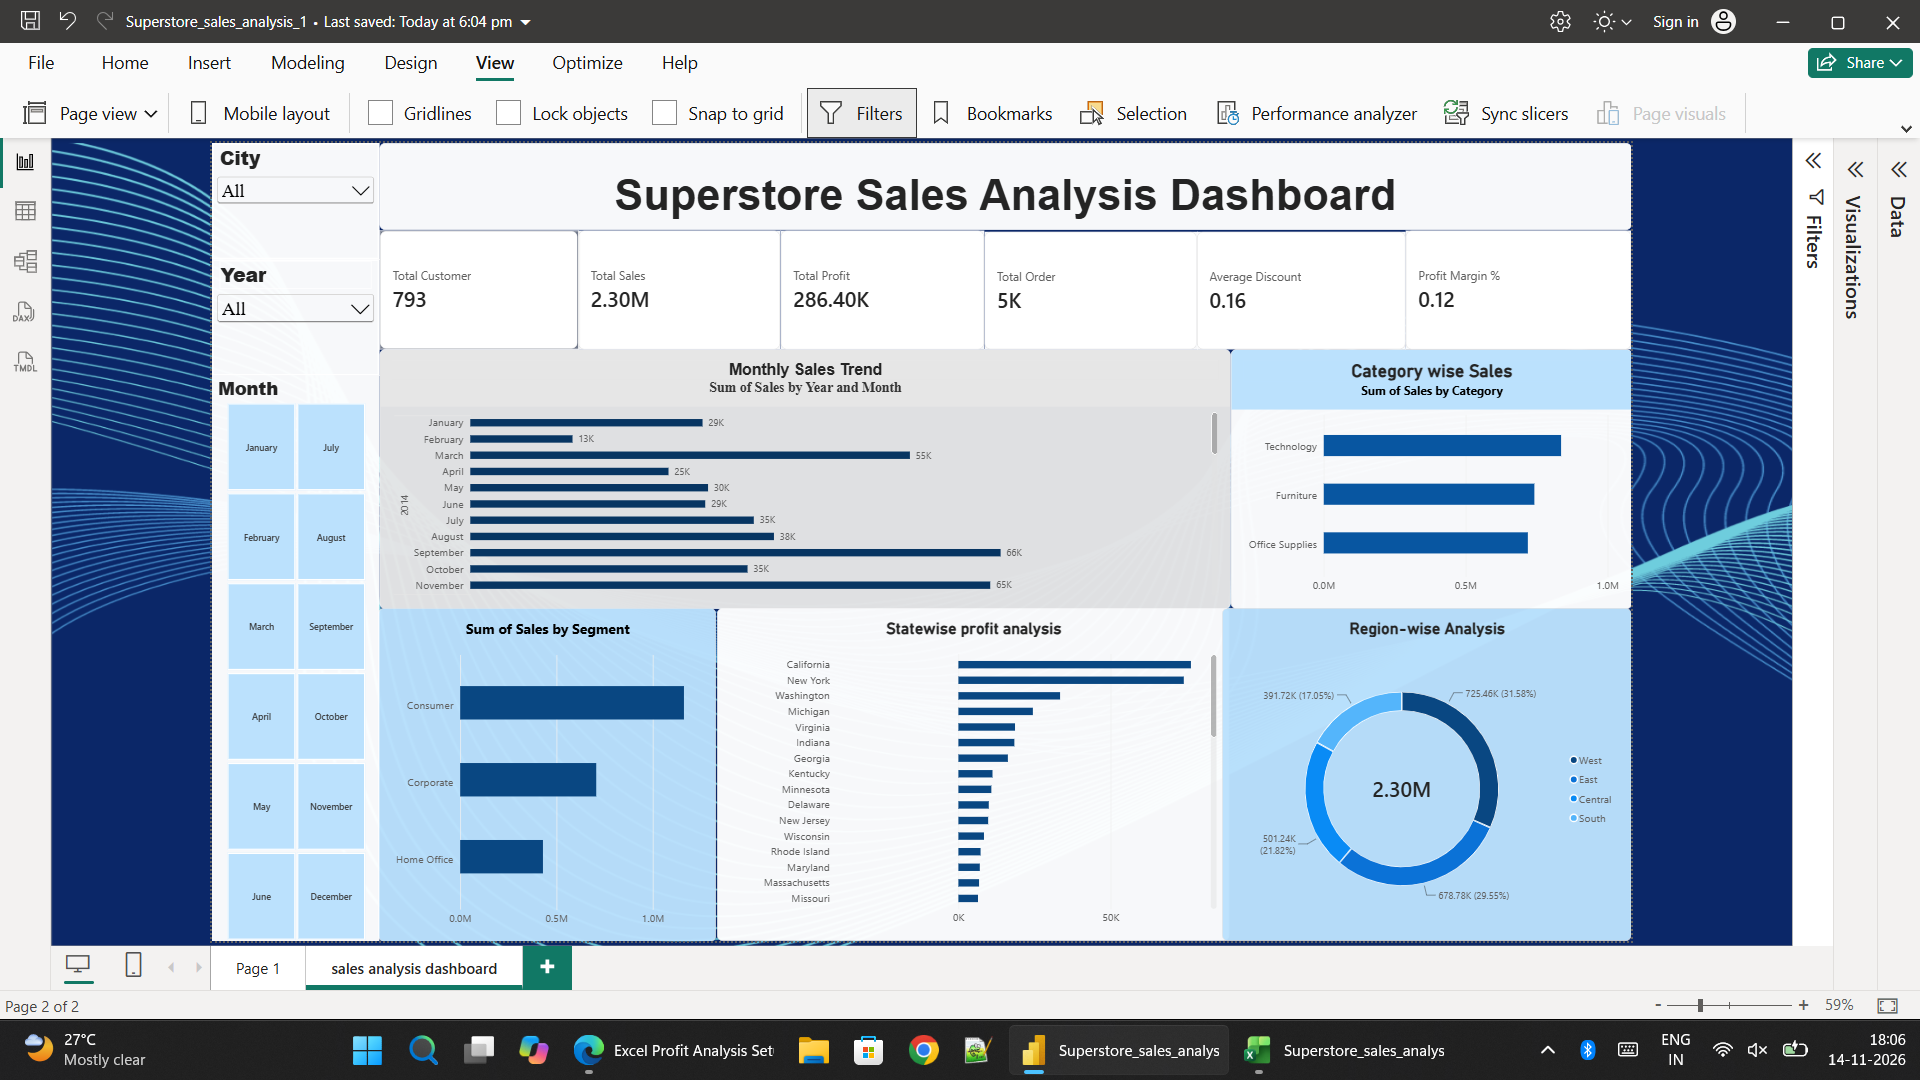 Superstore_sales_analysis_1 • Last saved: Today at 6:04 pm
Sign in
File Home Insert Modeling Design View Optimize Help
Share
Page view Mobile layout Gridlines Lock objects Snap to grid Filters Bookmarks Selection Performance analyzer Sync slicers Page visuals
DAX
TMDL
City
All
Year
All
Month
January July
February August
March September
April October
May November
June December
Superstore Sales Analysis Dashboard
Total Customer
793
Total Sales
2.30M
Total Profit
286.40K
Total Order
5K
Average Discount
0.16
Profit Margin %
0.12
Monthly Sales Trend
Sum of Sales by Year and Month
2014
January 29K
February 13K
March 55K
April 25K
May 30K
June 29K
July 35K
August 38K
September 66K
October 35K
November 65K
Category wise Sales
Sum of Sales by Category
Technology
Furniture
Office Supplies
0.0M 0.5M 1.0M
Sum of Sales by Segment
Consumer
Corporate
Home Office
0.0M 0.5M 1.0M
Statewise profit analysis
California
New York
Washington
Michigan
Virginia
Indiana
Georgia
Kentucky
Minnesota
Delaware
New Jersey
Wisconsin
Rhode Island
Maryland
Massachusetts
Missouri
0K 50K
Region-wise Analysis
391.72K (17.05%)
725.46K (31.58%)
2.30M
501.24K
(21.82%)
678.78K (29.55%)
West
East
Central
South
Filters
Visualizations
Data
Page 1
sales analysis dashboard
+
Page 2 of 2
- + 59%
27°C
Mostly clear
Excel Profit Analysis Set
Superstore_sales_analys
Superstore_sales_analys
ENG
IN
18:06
14-11-2026